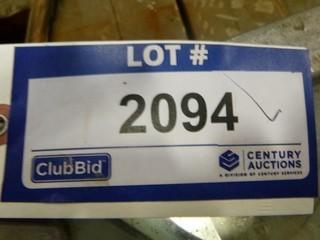 LOT #
2094
ClubBid
CENTURY
AUCTIONS
A DIVISION OF CENTURY SERVICES